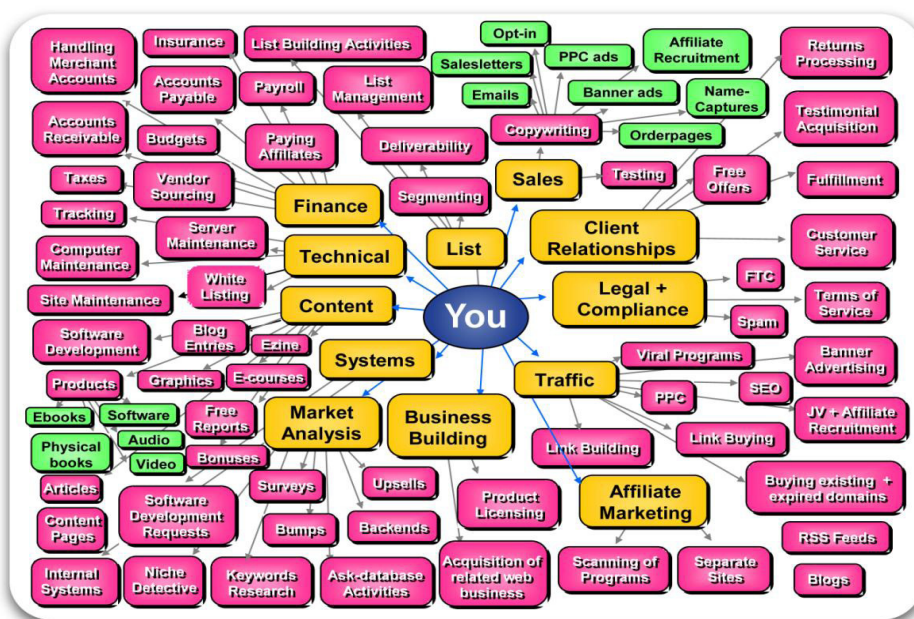 Handling
Merchant
Accounts
Insurance
List Building Activities
Opt-in
Salesletters
PPC ads
Affiliate
Recruitment
Returns
Processing
Accounts
Payable
Payroll
List
Management
Emails
Banner ads
Name-
Captures
Accounts
Receivable
Budgets
Paying
Affiliates
Deliverability
Copywriting
Orderpages
Testimonial
Acquisition
Taxes
Vendor
Sourcing
Finance
Segmenting
Sales
Testing
Free
Offers
Fulfillment
Tracking
Server
Maintenance
Technical
List
Client
Relationships
Customer
Service
Computer
Maintenance
White
Listing
Legal +
Compliance
FTC
Site Maintenance
Content
You
Terms of
Service
Spam
Software
Development
Blog
Entries
Ezine
Systems
Viral Programs
Banner
Advertising
Products
Graphics
E-courses
Traffic
PPC
SEO
Ebooks
Software
Free
Reports
Market
Analysis
Business
Building
JV + Affiliate
Recruitment
Physical
books
Audio
Video
Bonuses
Link Building
Link Buying
Articles
Surveys
Upsells
Buying existing +
expired domains
Content
Pages
Software
Development
Requests
Bumps
Backends
Product
Licensing
Affiliate
Marketing
RSS Feeds
Internal
Systems
Niche
Detective
Keywords
Research
Ask-database
Activities
Acquisition of
related web
business
Scanning of
Programs
Separate
Sites
Blogs